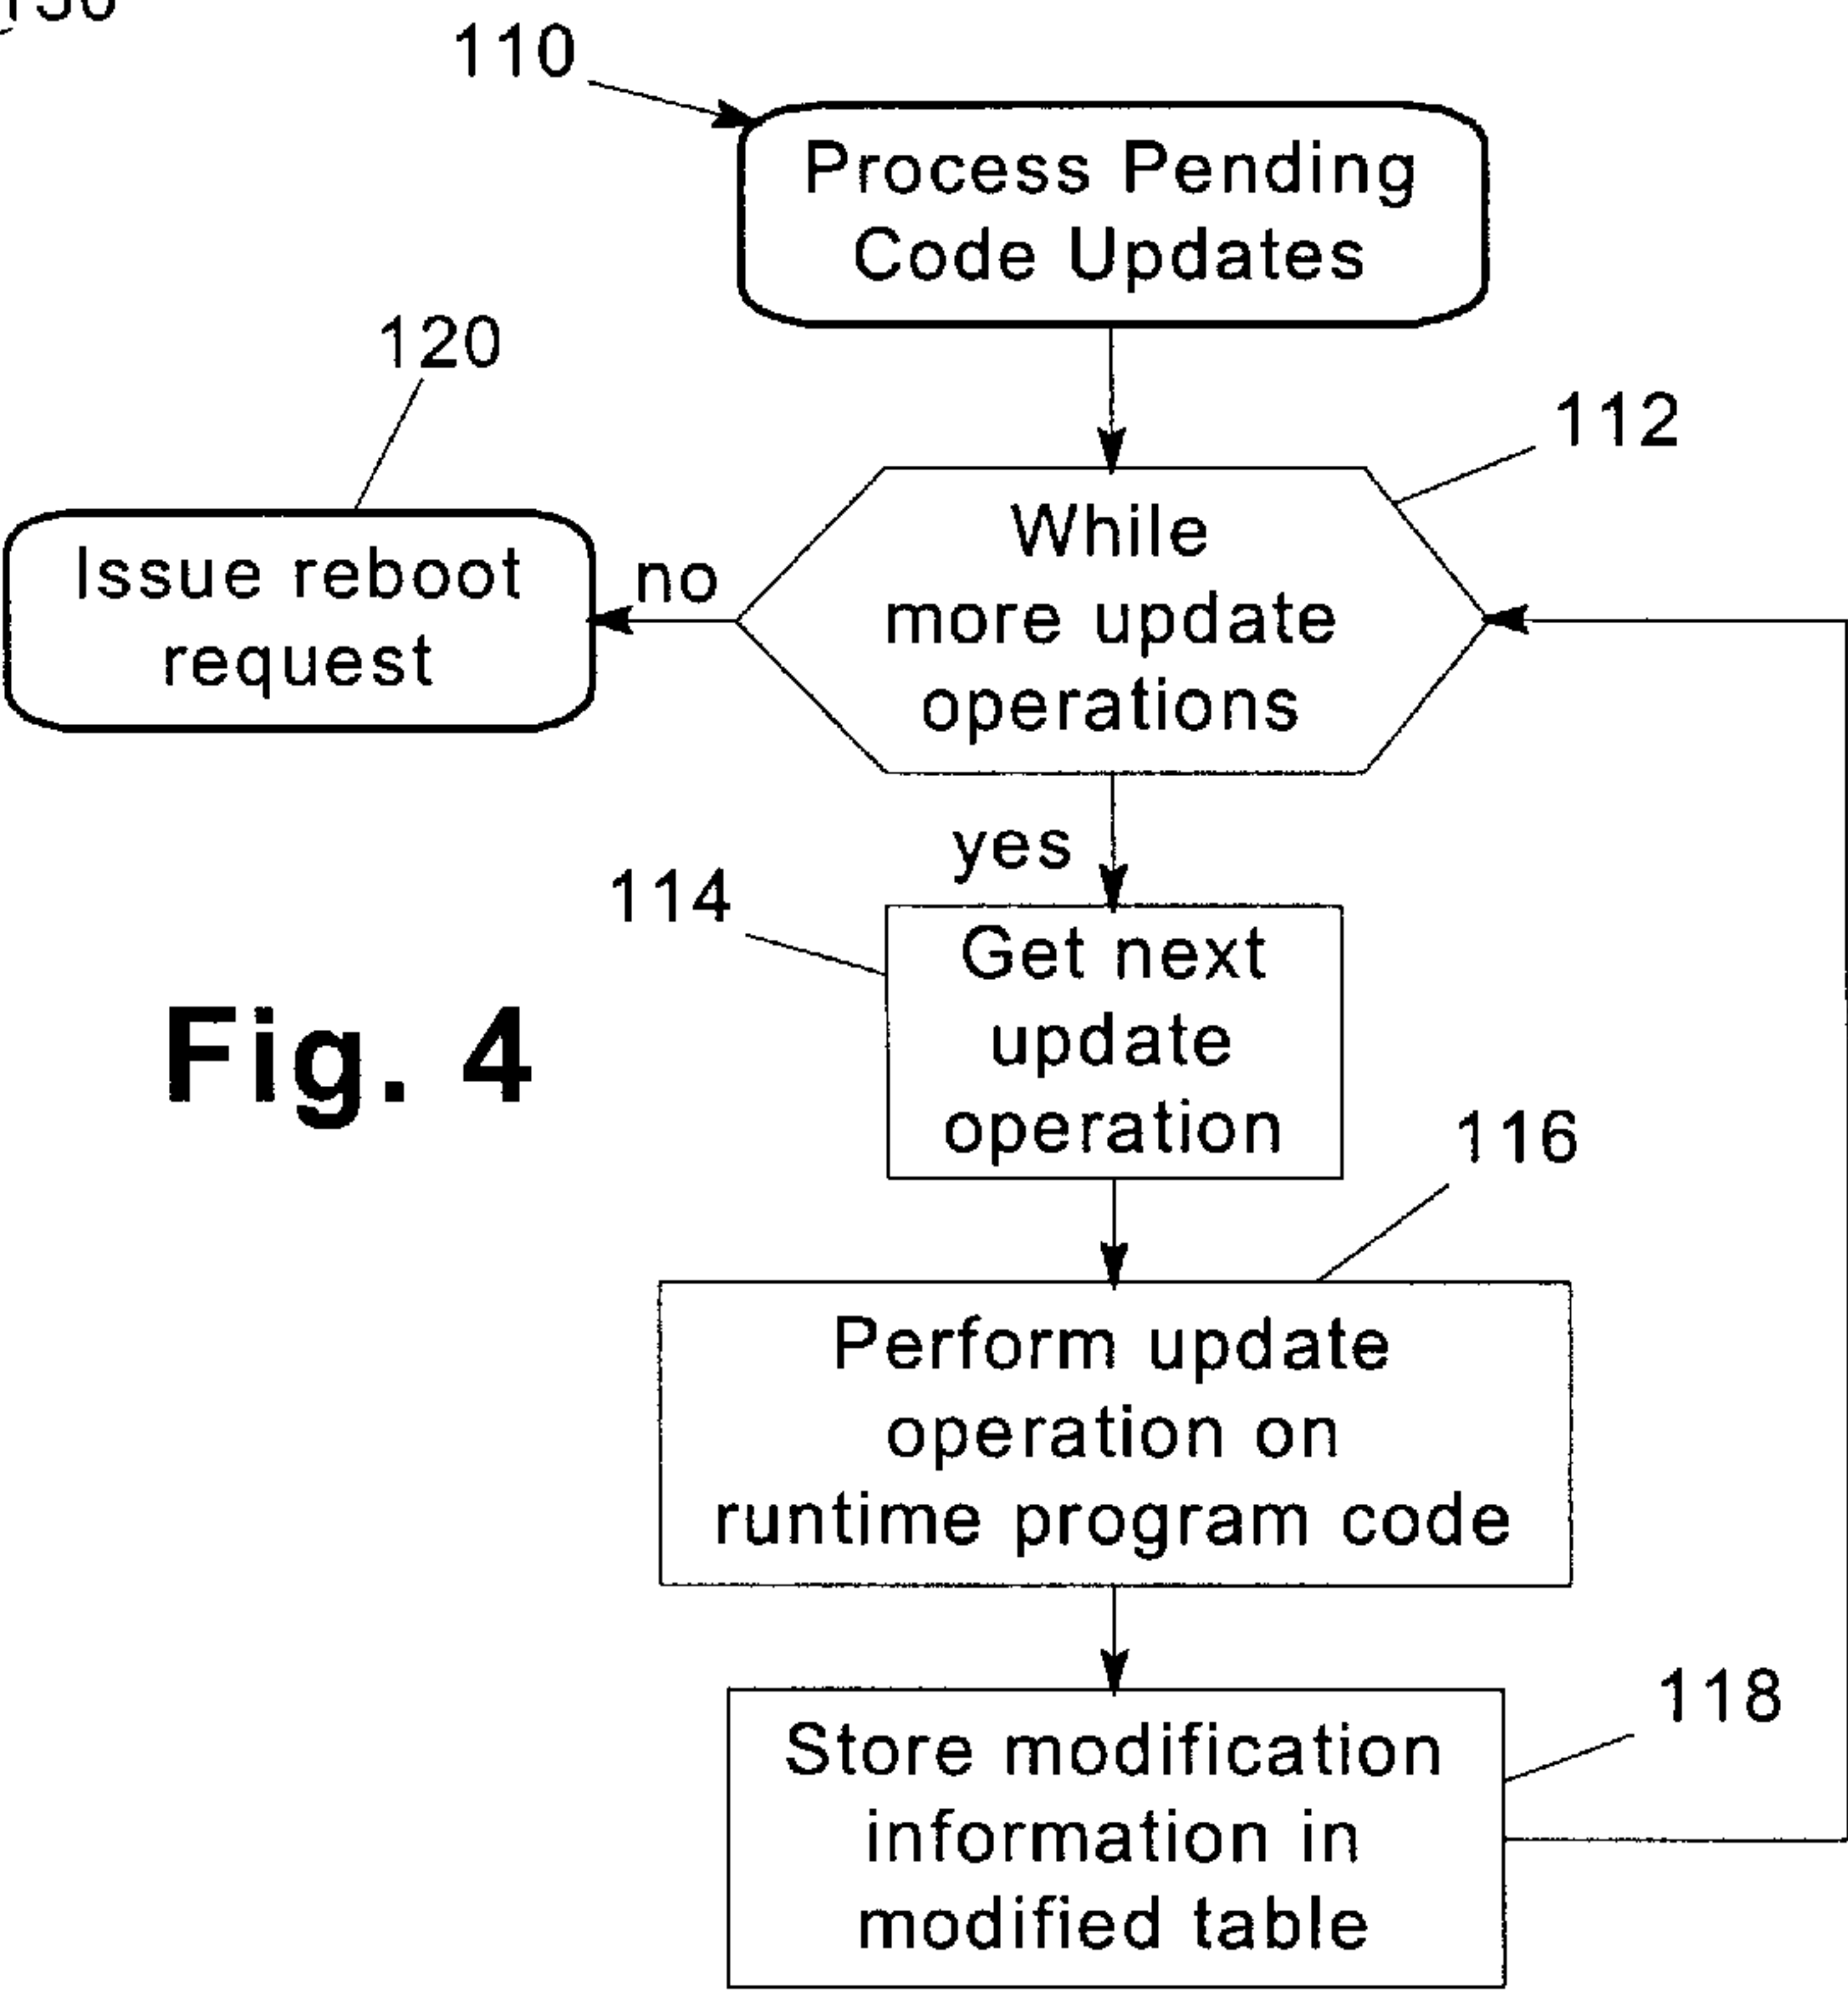 110
Process Pending
Code Updates
120
112
Issue reboot
request
no
While
more update
operations
yes
114
Get next
update
operation
Fig. 4
116
Perform update
operation on
runtime program code
118
Store modification
information in
modified table